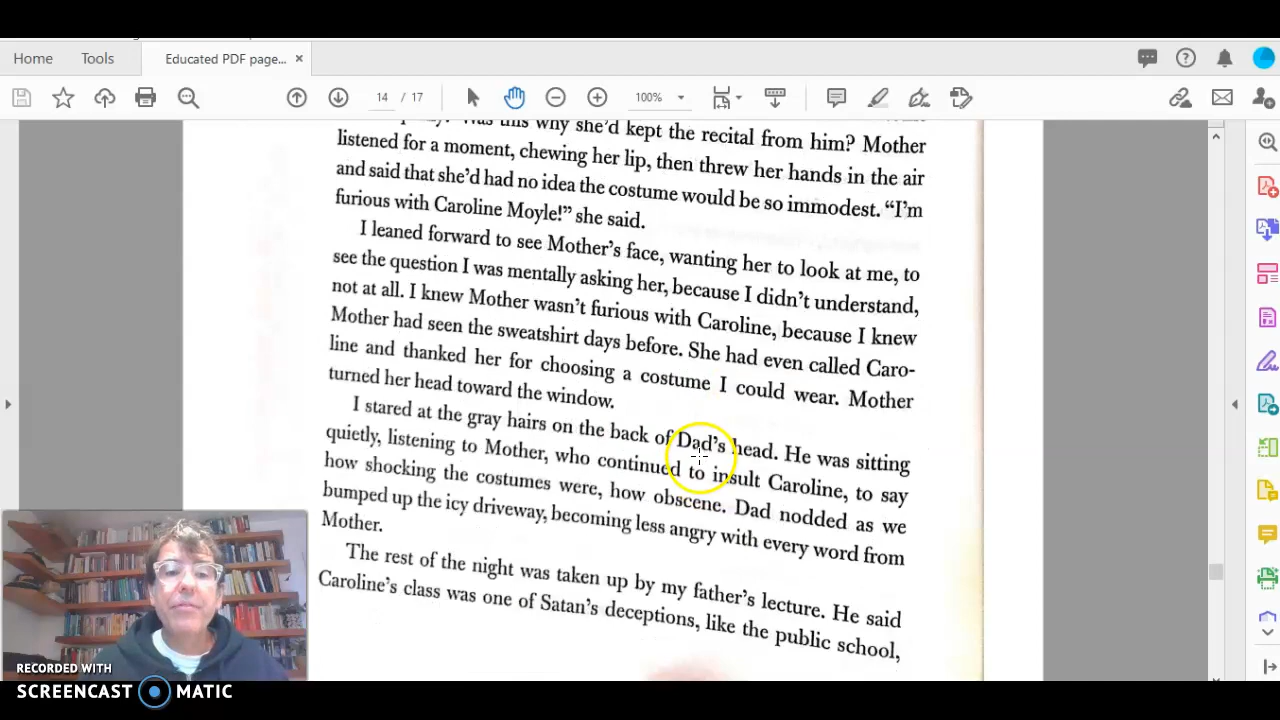 Home
Tools
Educated PDF page...
14 / 17
100%
Was this why she'd kept the recital from him? Mother
listened for a moment, chewing her lip, then threw her hands in the air
and said that she'd had no idea the costume would be so immodest. "I'm
furious with Caroline Moyle!" she said.
I leaned forward to see Mother's face, wanting her to look at me, to
see the question I was mentally asking her, because I didn't understand,
not at all. I knew Mother wasn't furious with Caroline, because I knew
Mother had seen the sweatshirt days before. She had even called Caro-
line and thanked her for choosing a costume I could wear. Mother
turned her head toward the window.
I stared at the gray hairs on the back of Dad's head. He was sitting
quietly, listening to Mother, who continued to insult Caroline, to say
how shocking the costumes were, how obscene. Dad nodded as we
bumped up the icy driveway, becoming less angry with every word from
Mother.
The rest of the night was taken up by my father's lecture. He said
Caroline's class was one of Satan's deceptions, like the public school,
RECORDED WITH
SCREENCAST MATIC